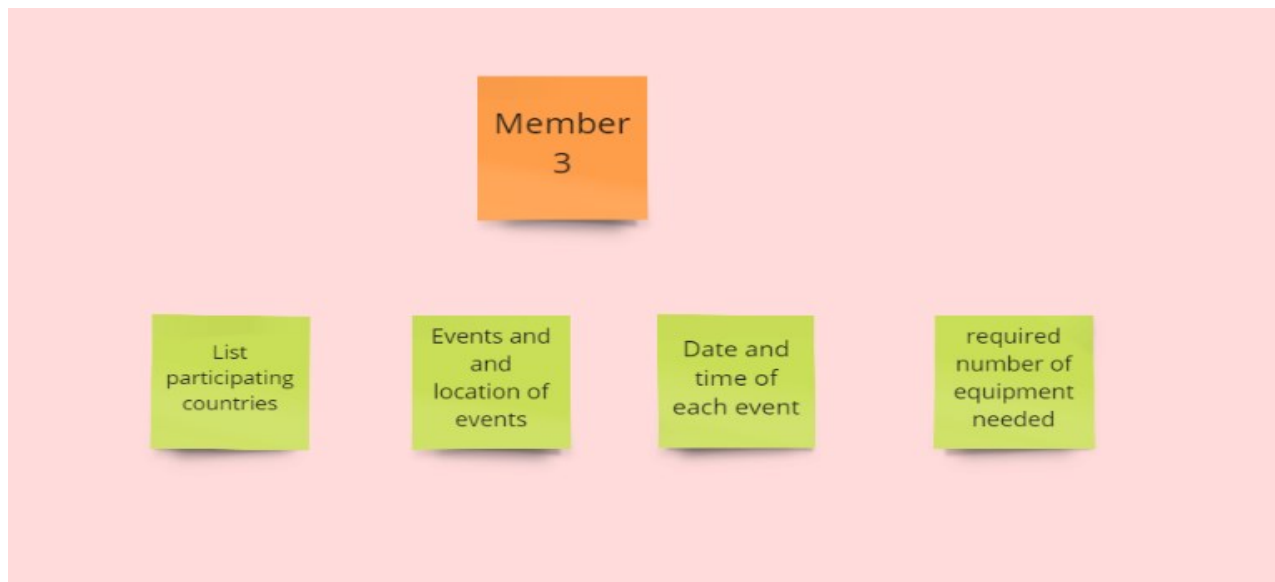 Member
3
List
participating
countries
Events and
and
location of
events
Date and
time of
each event
required
number of
equipment
needed